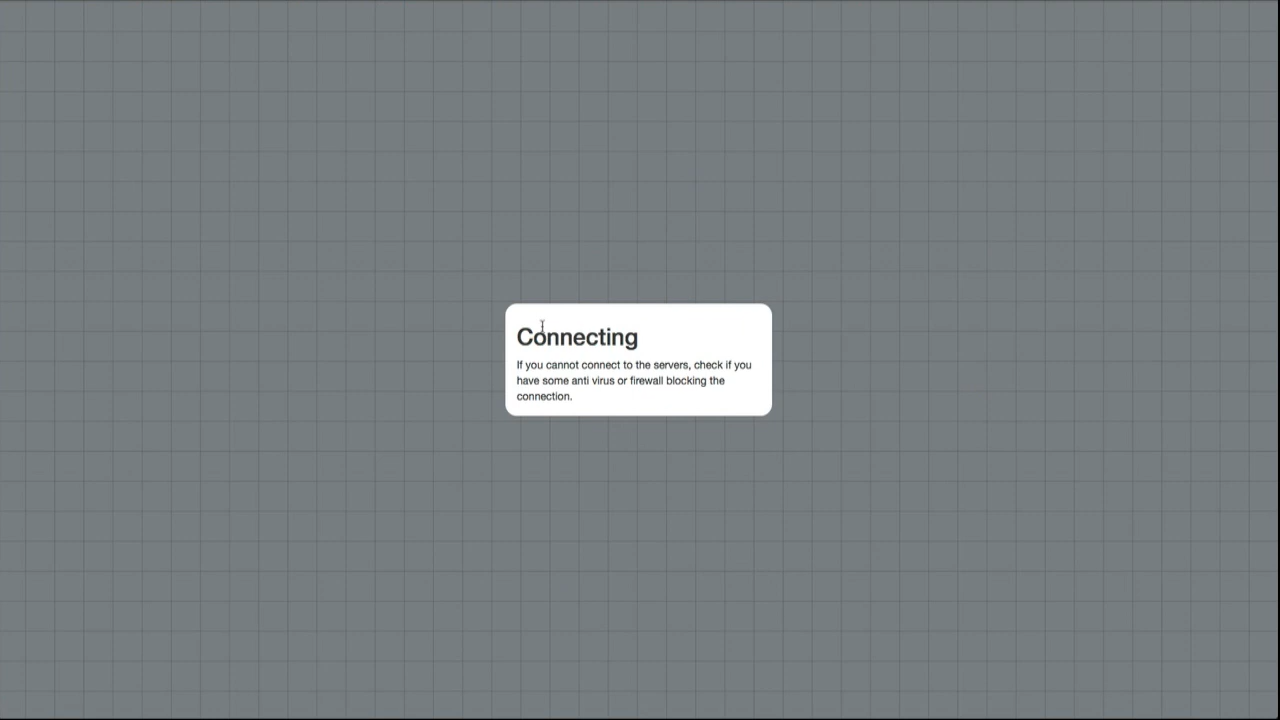 Connecting
If you cannot connect to the servers, check if you
have some anti virus or firewall blocking the
connection.